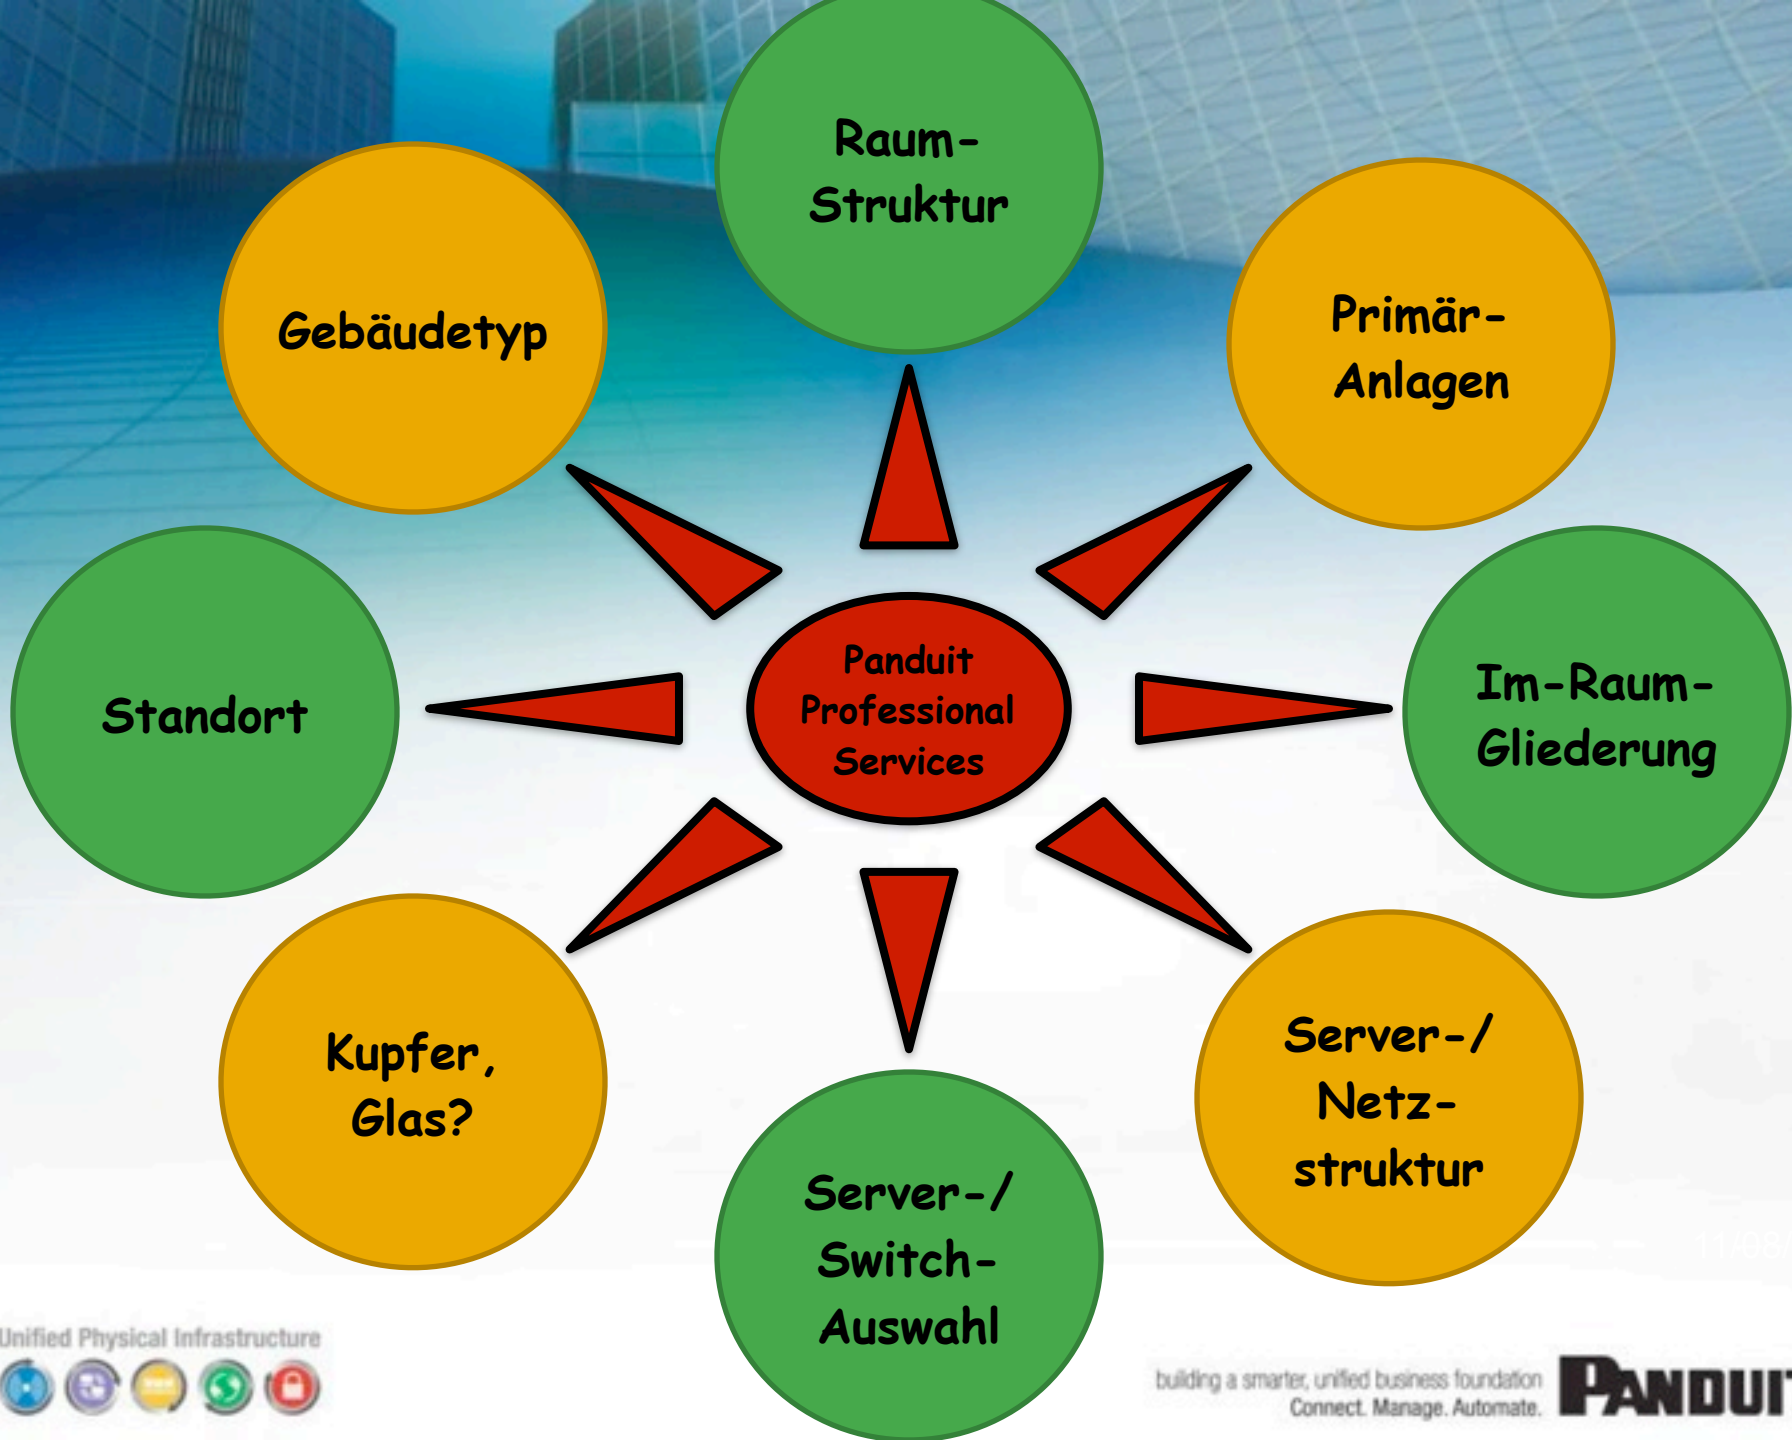 Raum-
Struktur
Gebäudetyp
Primär-
Anlagen
Standort
Panduit
Professional
Services
Im-Raum-
Gliederung
Kupfer,
Glas?
Server-/
Netz-
struktur
Server-/
Switch-
Auswahl
Unified Physical Infrastructure
building a smarter, unified business foundation
Connect. Manage. Automate.
PANDUIT